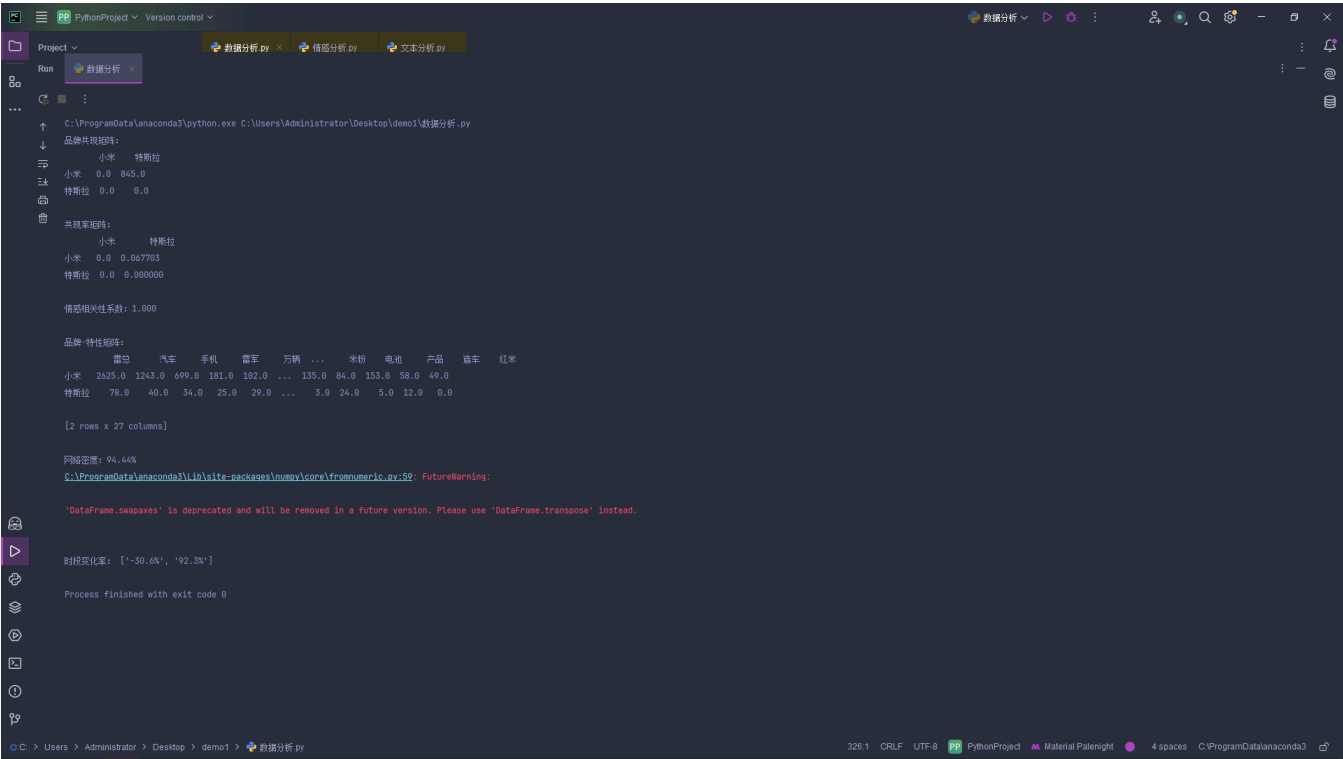 PC PP PythonProject Version control 数据分析
Project 数据分析.py 情感分析.py 文本分析.py
Run 数据分析
C:\ProgramData\anaconda3\python.exe C:\Users\Administrator\Desktop\demo1\数据分析.py
品牌共现矩阵:
小米 特斯拉
小米 0.0 845.0
特斯拉 0.0 0.0
共现率矩阵:
小米 特斯拉
小米 0.0 0.067703
特斯拉 0.0 0.000000
情感相关性系数: 1.000
品牌-特性矩阵:
雷总 汽车 手机 雷军 万辆 ... 米粉 电池 产品 造车 红米
小米 2625.0 1243.0 699.0 181.0 102.0 ... 135.0 84.0 153.0 58.0 49.0
特斯拉 78.0 40.0 34.0 25.0 29.0 ... 3.0 24.0 5.0 12.0 0.0
[2 rows x 27 columns]
网络密度: 94.44%
C:\ProgramData\anaconda3\Lib\site-packages\numpy\core\fromnumeric.py:59: FutureWarning:
'DataFrame.swapaxes' is deprecated and will be removed in a future version. Please use 'DataFrame.transpose' instead.
时段变化率: ['-30.6%', '92.3%']
Process finished with exit code 0
C: > Users > Administrator > Desktop > demo1 > 数据分析.py 326:1 CRLF UTF-8 PP PythonProject Material Palenight 4 spaces C:\ProgramData\anaconda3